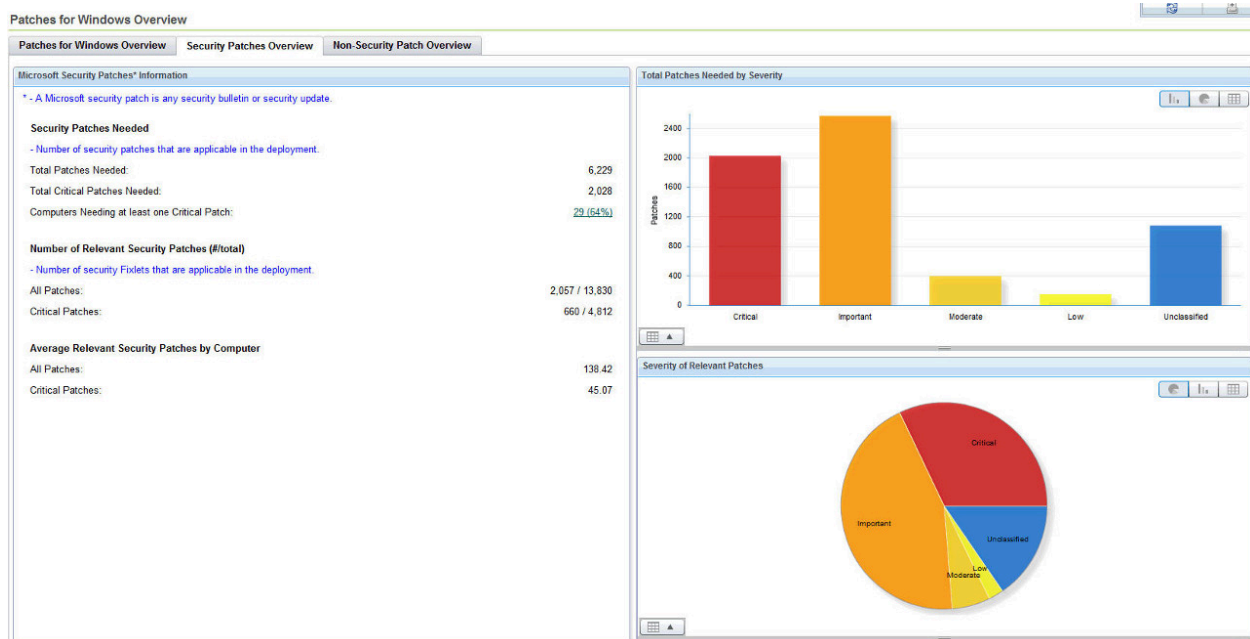 Patches for Windows Overview
Patches for Windows Overview
Security Patches Overview
Non-Security Patch Overview
Microsoft Security Patches* Information
* - A Microsoft security patch is any security bulletin or security update.
Security Patches Needed
- Number of security patches that are applicable in the deployment.
Total Patches Needed: 6,229
Total Critical Patches Needed: 2,028
Computers Needing at least one Critical Patch: 29 (64%)
Number of Relevant Security Patches (#/total)
- Number of security Fixlets that are applicable in the deployment.
All Patches: 2,057 / 13,830
Critical Patches: 660 / 4,812
Average Relevant Security Patches by Computer
All Patches: 138.42
Critical Patches: 45.07
Total Patches Needed by Severity
Patches
2400
2000
1600
1200
800
400
0
Critical Important Moderate Low Unclassified
Severity of Relevant Patches
Critical
Important
Unclassified
Low
Moderate